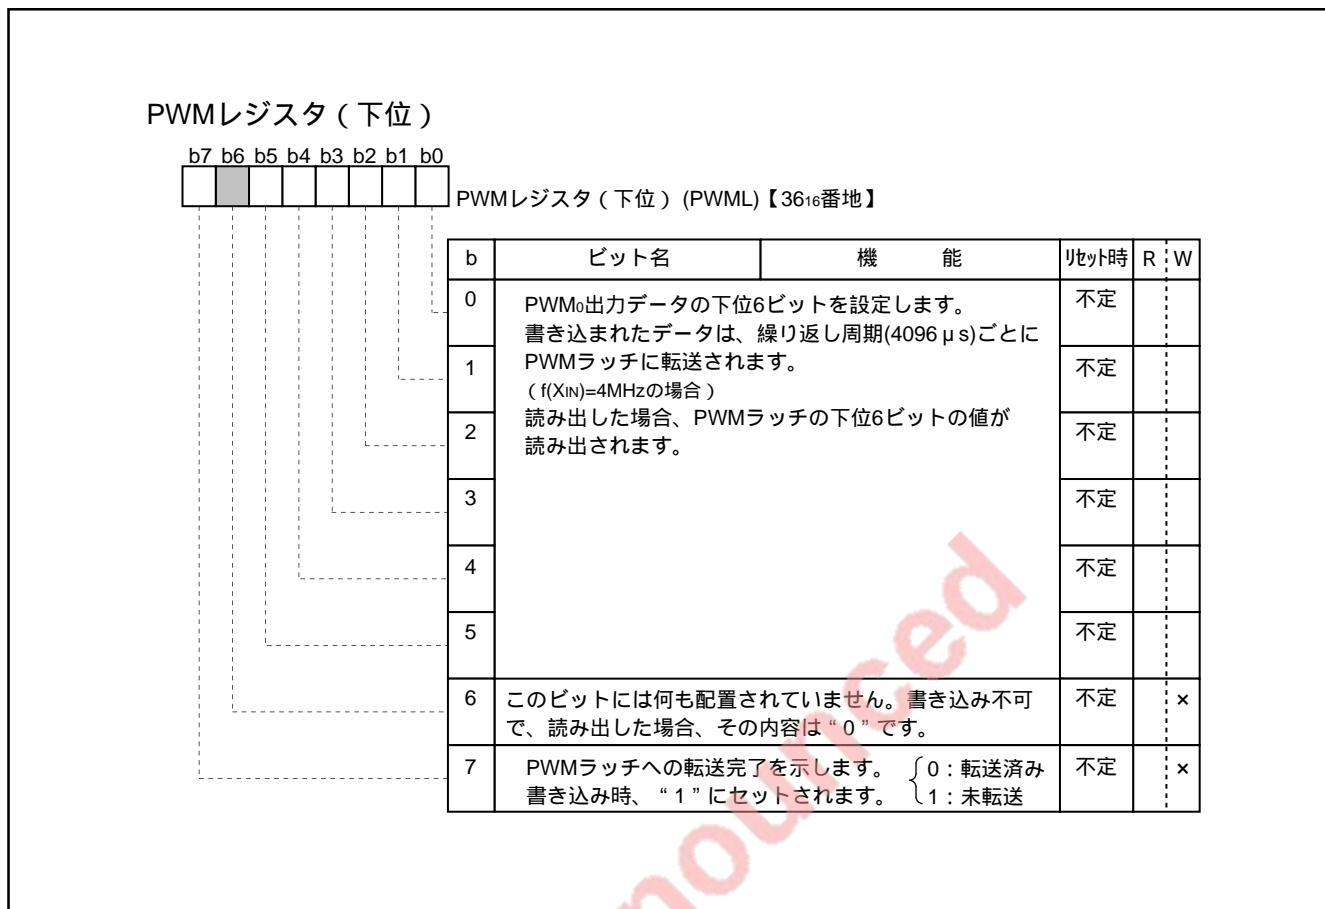 PWMレジスタ（下位）
b7 b6 b5 b4 b3 b2 b1 b0
PWMレジスタ（下位）(PWML)【36₁₆番地】
b ビット名 機　能 ﾘｾｯﾄ時 R W
0 不定
PWM₀出力データの下位6ビットを設定します。
書き込まれたデータは、繰り返し周期(4096μs)ごとに
1 PWMラッチに転送されます。 不定
（f(XIN)=4MHzの場合）
2 読み出した場合、PWMラッチの下位6ビットの値が 不定
読み出されます。
3 不定
4 不定
5 不定
6 このビットには何も配置されていません。書き込み不可 不定 ×
で、読み出した場合、その内容は“0”です。
7 PWMラッチへの転送完了を示します。 0：転送済み 不定 ×
書き込み時、“1”にセットされます。 1：未転送
nounced